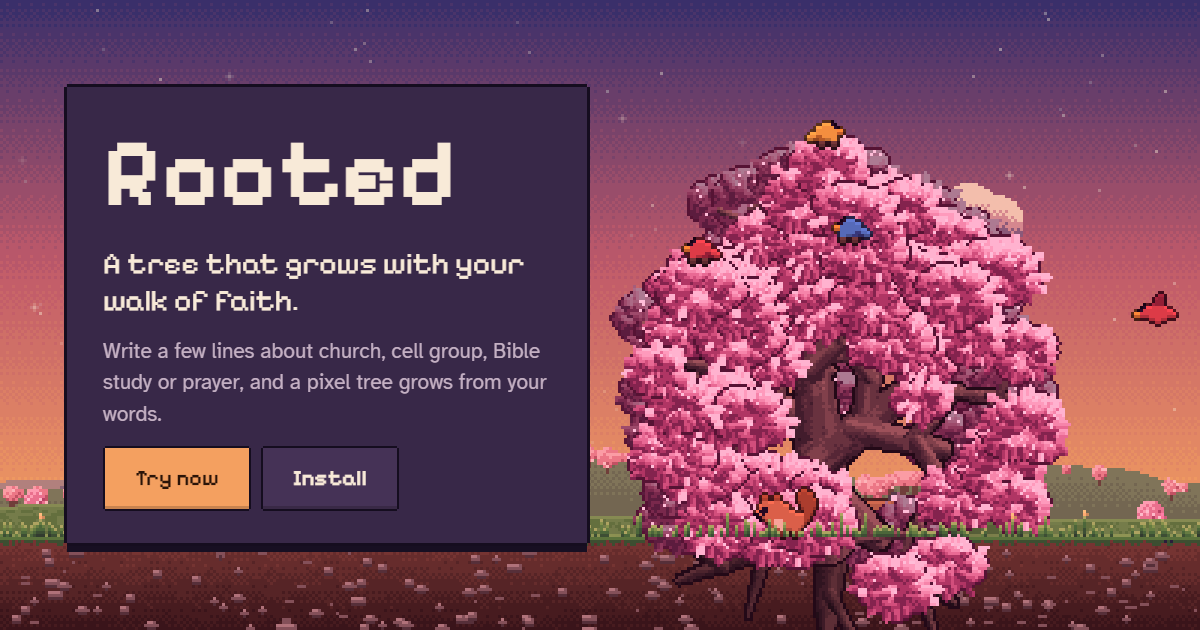 Rooted
A tree that grows with your
walk of faith.
Write a few lines about church, cell group, Bible
study or prayer, and a pixel tree grows from your
words.
Try now
Install